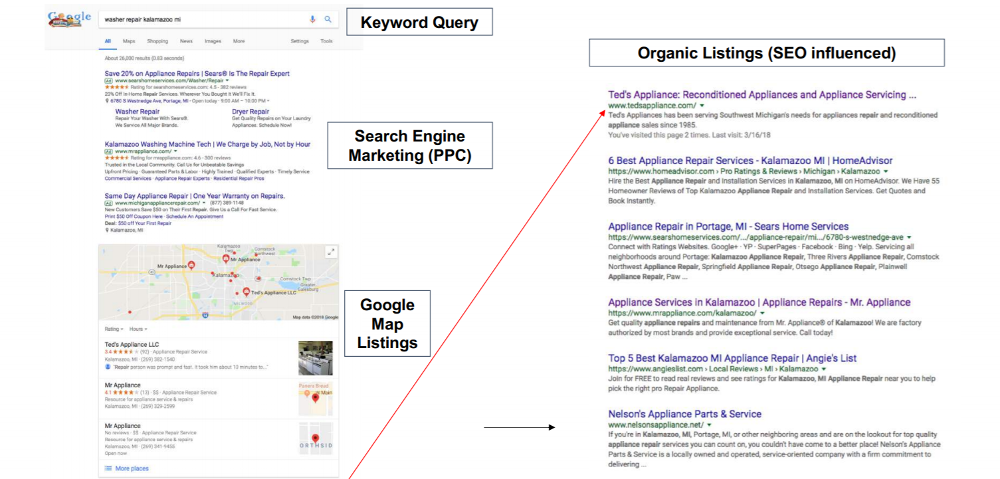 Google
washer repair kalamazoo mi
Keyword Query
All Maps Shopping News Images More Settings Tools
About 26,000 results (0.83 seconds)
Save 20% on Appliance Repairs | Sears® Is The Repair Expert
Ad www.searshomeservices.com/Washer/Repair
Rating for searshomeservices.com: 4.5 - 382 reviews
20% Off In-Home Repair Services. Wherever You Bought It We'll Fix It.
6780 S Westnedge Ave, Portage, MI - Open today · 9:00 AM – 10:00 PM
Washer Repair
Repair Your Washer With Sears®.
We Service All Major Brands.
Dryer Repair
Get Quality Repairs on Your Laundry
Appliances. Schedule Now!
Search Engine
Marketing (PPC)
Kalamazoo Washing Machine Tech | We Charge by Job, Not by Hour
Ad www.mrappliance.com/
Rating for mrappliance.com: 4.6 - 300 reviews
Trusted in the Local Community. Call Us for Unbeatable Savings
Upfront Pricing · Guaranteed Parts & Labor · Highly Trained · Qualified Experts · Timely Service
Commercial Services · Appliance Repair Experts · Residential Repair Pros
Same Day Appliance Repair | One Year Warranty on Repairs.
Ad www.michiganappliancerepair.com/ (877) 389-1148
New Customers Save $50 on Their First Repair. Give Us a Call For Fast Service.
Print $50 Off Coupon Here · Schedule An Appointment
Deal: $50 off Your First Repair
Kalamazoo, MI
Kalamazoo
Twp
Comstock
Northwest
Mr Appliance
Mr Appliance
Kalamazoo
43
Comstock Twp
Greater
Galesburg
Ted's Appliance LLC
MILWOOD
94
Map data ©2018 Google
Google
Map
Listings
Rating Hours
Ted's Appliance LLC
3.4 (92) · Appliance Repair Service
Kalamazoo, MI · (269) 382-1540
"Repair person was prompt and fast. It took him about 10 minutes to..."
Mr Appliance
4.1 (13) · $$ · Appliance Repair Service
Resource for appliance service & repairs
Kalamazoo, MI · (269) 329-2599
Panera Bread
W Main
Mr Appliance
No reviews · $$ · Appliance Repair Service
Resource for appliance service & repairs
Kalamazoo, MI · (269) 341-9455
Open now
ORTHSID
More places
Organic Listings (SEO influenced)
Ted's Appliance: Reconditioned Appliances and Appliance Servicing ...
www.tedsappliance.com/
Ted's Appliances has been serving Southwest Michigan's needs for appliances repair and reconditioned
appliance sales since 1985.
You've visited this page 2 times. Last visit: 3/16/18
6 Best Appliance Repair Services - Kalamazoo MI | HomeAdvisor
https://www.homeadvisor.com › Pro Ratings & Reviews › Michigan › Kalamazoo
Hire the Best Appliance Repair and Installation Services in Kalamazoo, MI on HomeAdvisor. We Have 55
Homeowner Reviews of Top Kalamazoo Appliance Repair and Installation Services. Get Quotes and
Book Instantly.
Appliance Repair in Portage, MI - Sears Home Services
https://www.searshomeservices.com/.../appliance-repair/mi.../6780-s-westnedge-ave
Connect with Ratings Websites. Google+ · YP · SuperPages · Facebook · Bing · Yelp. Servicing all
neighborhoods around Portage: Kalamazoo Appliance Repair, Three Rivers Appliance Repair, Comstock
Northwest Appliance Repair, Springfield Appliance Repair, Otsego Appliance Repair, Plainwell
Appliance Repair, Paw ...
Appliance Services in Kalamazoo | Appliance Repairs - Mr. Appliance
https://www.mrappliance.com/kalamazoo/
Get quality appliance repairs and maintenance from Mr. Appliance® of Kalamazoo! We are factory
authorized by most brands and provide exceptional service. Call today!
Top 5 Best Kalamazoo MI Appliance Repair | Angie's List
https://www.angieslist.com › Local Reviews › MI › Kalamazoo
Join for FREE to read real reviews and see ratings for Kalamazoo, MI Appliance Repair near you to help
pick the right pro Repair Appliance.
Nelson's Appliance Parts & Service
www.nelsonsappliance.net/
If you're in Kalamazoo, MI, Portage, MI, or other neighboring areas and are on the lookout for top quality
appliance repair services you can count on, you couldn't have come to a better place! Nelson's Appliance
Parts & Service is a locally owned and operated, service-oriented company with a firm commitment to
delivering ...